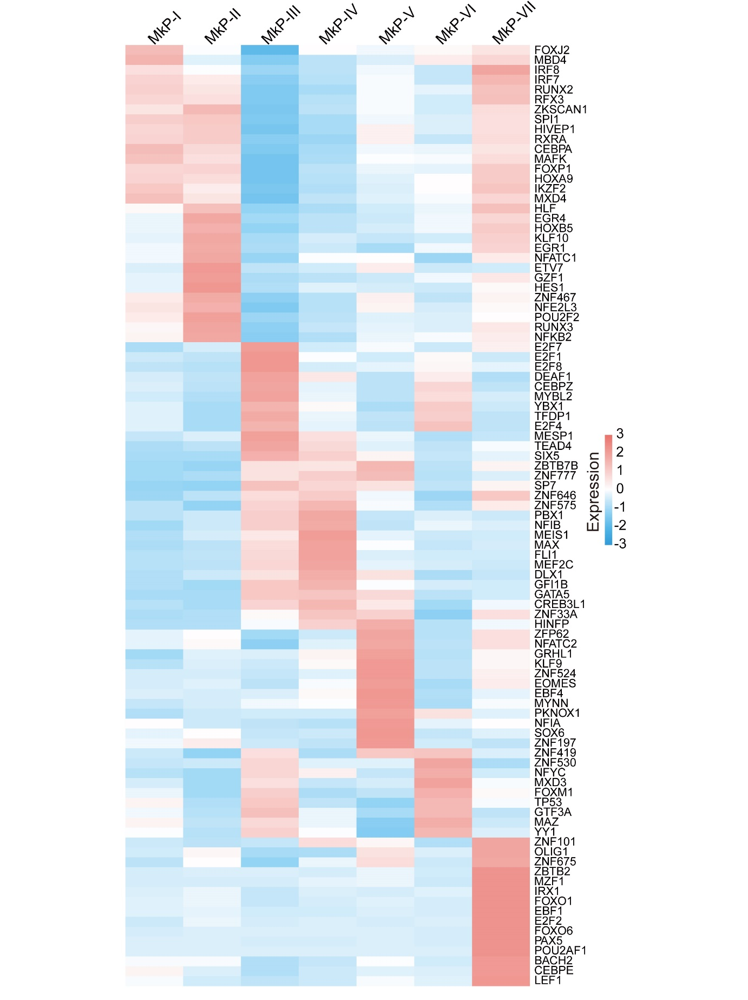 MkP-I
MkP-II
MkP-III
MkP-IV
MkP-V
MkP-VI
MkP-VII
FOXJ2
MBD4
IRF8
IRF7
RUNX2
RFX3
ZKSCAN1
SPI1
HIVEP1
RXRA
CEBPA
MAFK
FOXP1
HOXA9
IKZF2
MXD4
HLF
EGR4
HOXB5
KLF10
EGR1
NFATC1
ETV7
GZF1
HES1
ZNF467
NFE2L3
POU2F2
RUNX3
NFKB2
E2F7
E2F1
E2F8
DEAF1
CEBPZ
MYBL2
YBX1
TFDP1
E2F4
MESP1
TEAD4
SIX5
ZBTB7B
ZNF777
SP7
ZNF646
ZNF575
PBX1
NFIB
MEIS1
MAX
FLI1
MEF2C
DLX1
GFI1B
GATA5
CREB3L1
ZNF33A
HINFP
ZFP62
NFATC2
GRHL1
KLF9
ZNF524
EOMES
EBF4
MYNN
PKNOX1
NFIA
SOX6
ZNF197
ZNF419
ZNF530
NFYC
MXD3
FOXM1
TP53
GTF3A
MAZ
YY1
ZNF101
OLIG1
ZNF675
ZBTB2
MZF1
IRX1
FOXO1
EBF1
E2F2
FOXO6
PAX5
POU2AF1
BACH2
CEBPE
LEF1
Expression
3
2
1
0
-1
-2
-3